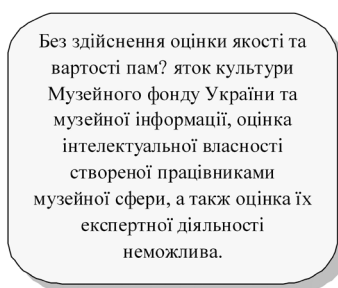 Без здійснення оцінки якості та
вартості пам? яток культури
Музейного фонду України та
музейної інформації, оцінка
інтелектуальної власності
створеної працівниками
музейної сфери, а такж оцінка їх
експертної діяльності
неможлива.